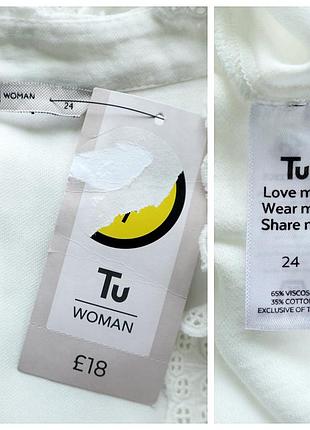 WOMAN
24
Tu
WOMAN
£18
Tu
Love m
Wear m
Share m
24
65% VISCOS
35% COTTO
EXCLUSIVE OF T